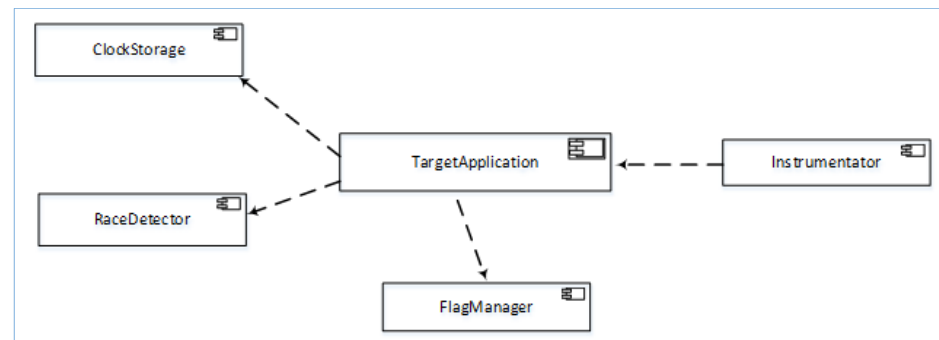 ClockStorage
TargetApplication
Instrumentator
RaceDetector
FlagManager